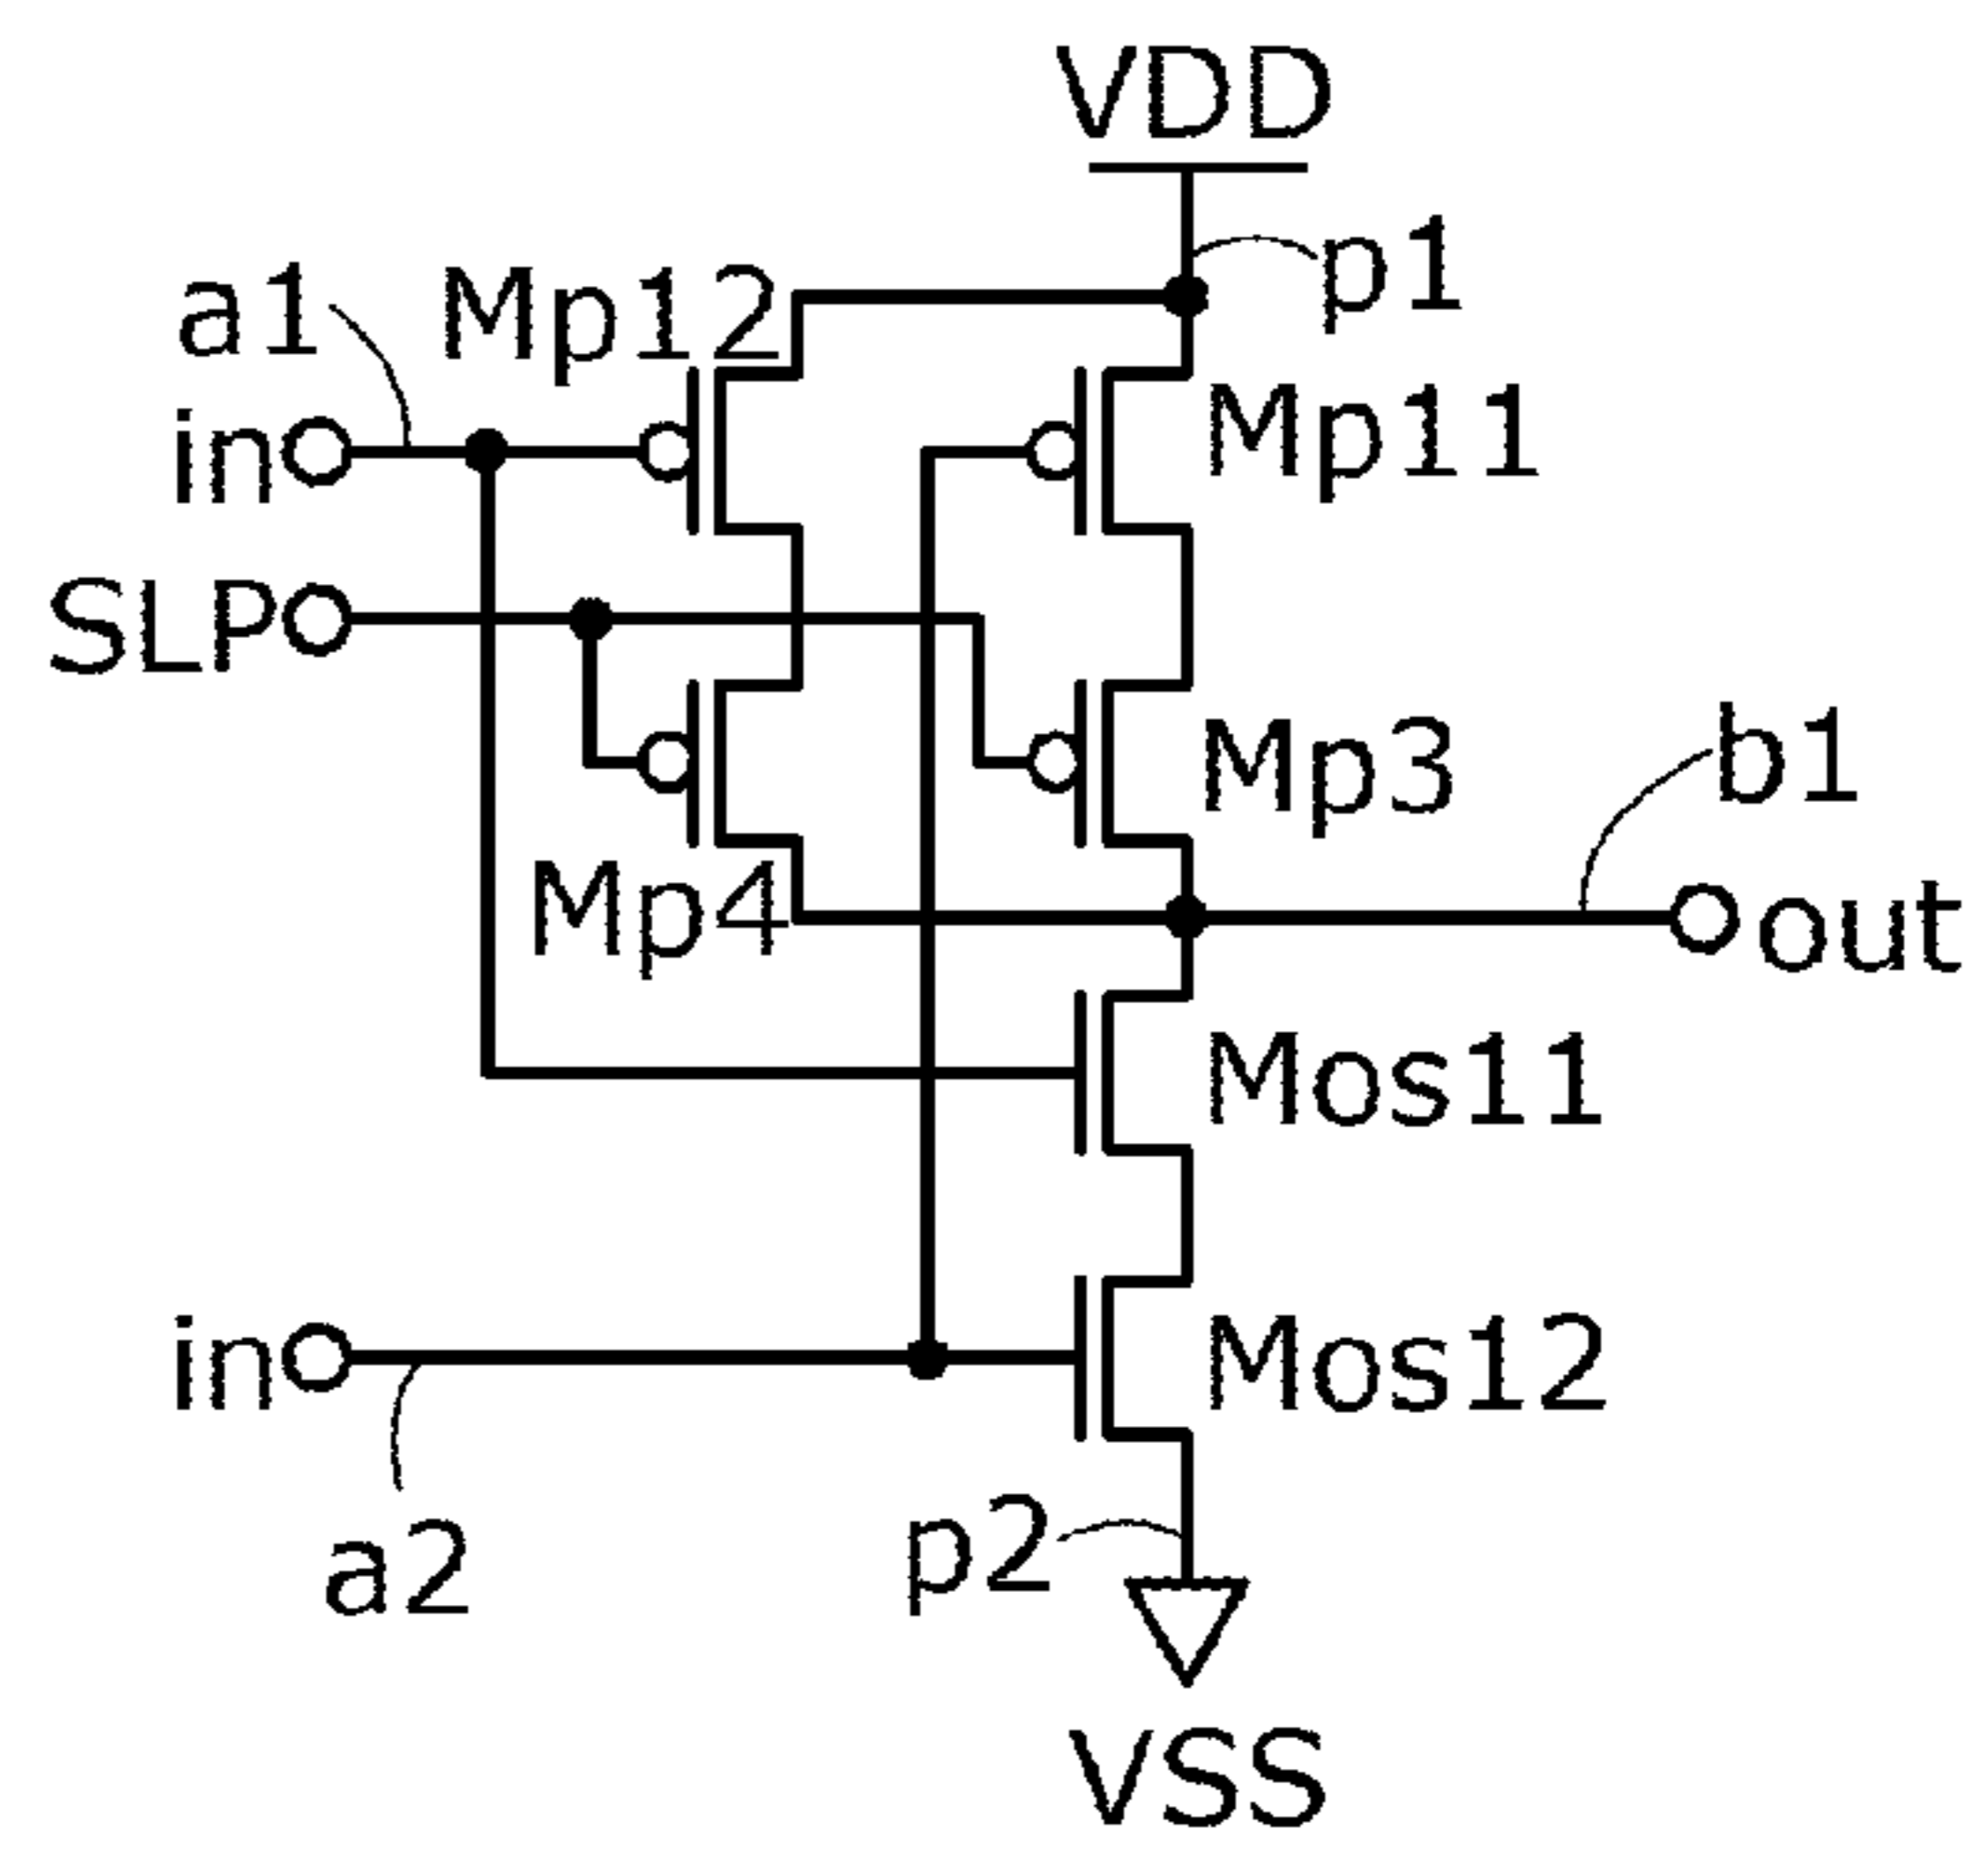 VDD
p1
a1
Mp12
in
Mp11
SLP
Mp3
b1
Mp4
out
Mos11
in
Mos12
a2
p2
VSS